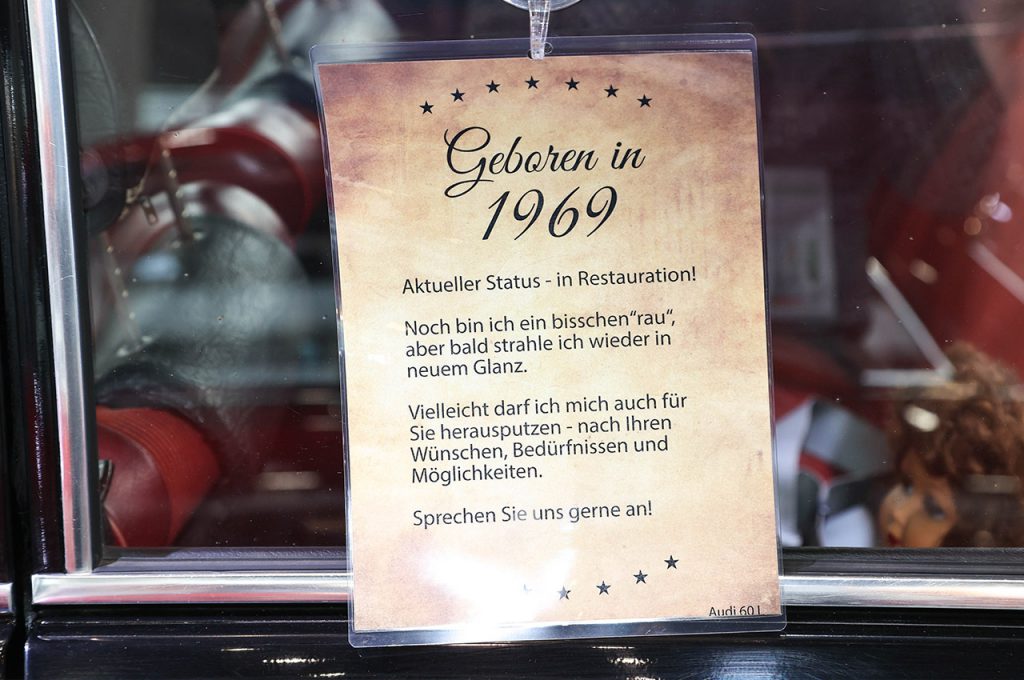 Geboren in
1969
Aktueller Status - in Restauration!
Noch bin ich ein bisschen“rau“,
aber bald strahle ich wieder in
neuem Glanz.
Vielleicht darf ich mich auch für
Sie herausputzen - nach Ihren
Wünschen, Bedürfnissen und
Möglichkeiten.
Sprechen Sie uns gerne an!
Audi 60 L